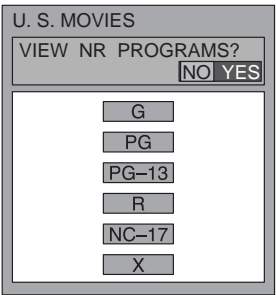 U. S. MOVIES
VIEW NR PROGRAMS?
NO YES
G
PG
PG–13
R
NC–17
X